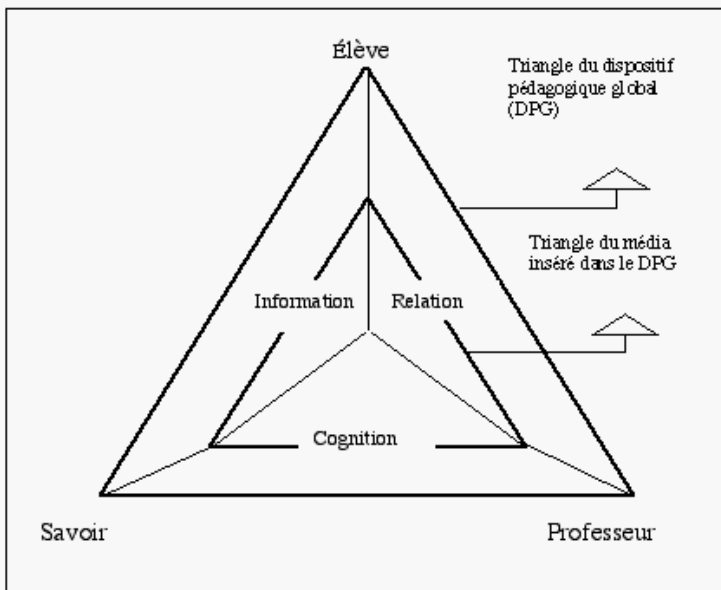 Élève
Triangle du dispositif
pédagogique global
(DPG)
Triangle du média
inséré dans le DPG
Information
Relation
Cognition
Savoir
Professeur